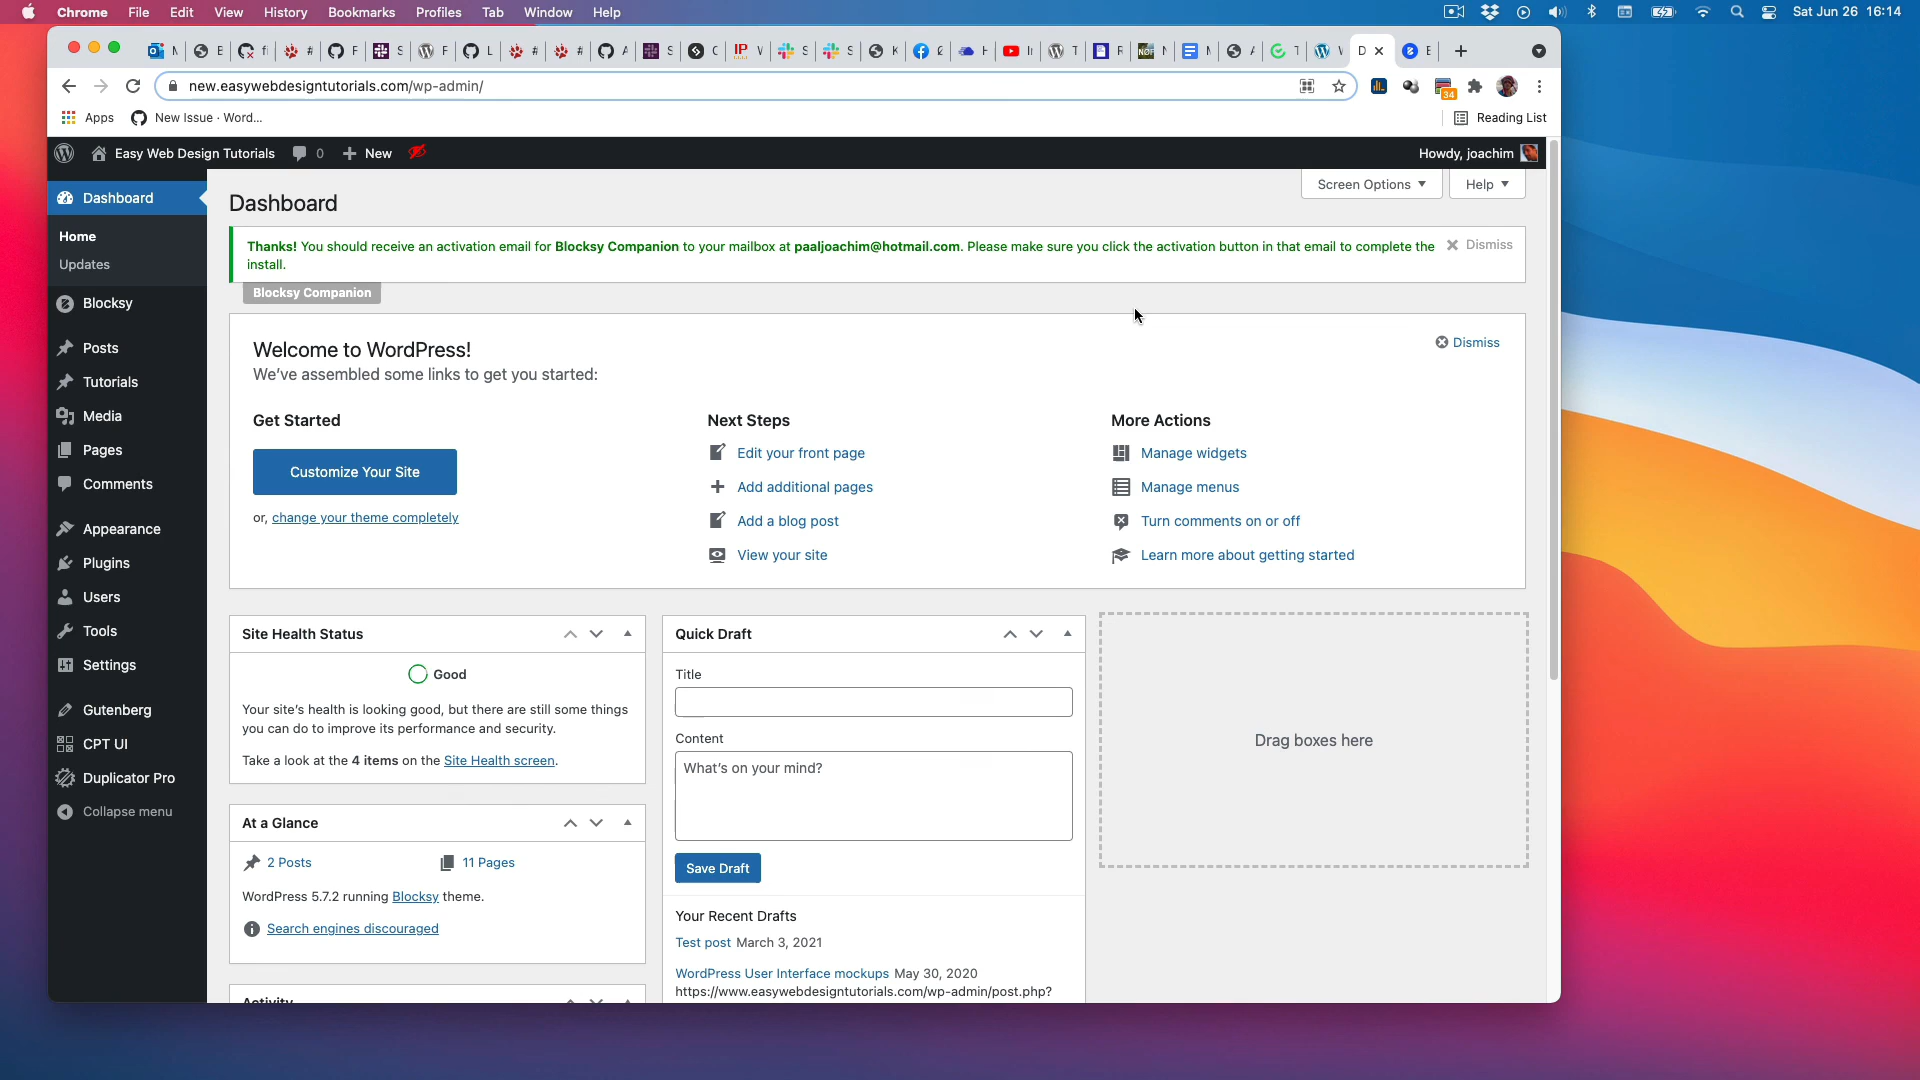 Chrome File Edit View History Bookmarks Profiles Tab Window Help
Sat Jun 26 16:14
new.easywebdesigntutorials.com/wp-admin/
34
Apps New Issue · Word...
Reading List
Easy Web Design Tutorials 0 New
Howdy, joachim
Dashboard
Home
Updates
Blocksy
Posts
Tutorials
Media
Pages
Comments
Appearance
Plugins
Users
Tools
Settings
Gutenberg
CPT UI
Duplicator Pro
Collapse menu
Screen Options
Help
Dashboard
Thanks! You should receive an activation email for Blocksy Companion to your mailbox at paaljoachim@hotmail.com. Please make sure you click the activation button in that email to complete the
install.
Dismiss
Blocksy Companion
Welcome to WordPress!
We've assembled some links to get you started:
Dismiss
Get Started
Customize Your Site
or, change your theme completely
Next Steps
Edit your front page
Add additional pages
Add a blog post
View your site
More Actions
Manage widgets
Manage menus
Turn comments on or off
Learn more about getting started
Site Health Status
Good
Your site's health is looking good, but there are still some things
you can do to improve its performance and security.
Take a look at the 4 items on the Site Health screen.
At a Glance
2 Posts
11 Pages
WordPress 5.7.2 running Blocksy theme.
Search engines discouraged
Activity
Quick Draft
Title
Content
What's on your mind?
Save Draft
Your Recent Drafts
Test post March 3, 2021
WordPress User Interface mockups May 30, 2020
https://www.easywebdesigntutorials.com/wp-admin/post.php?
Drag boxes here